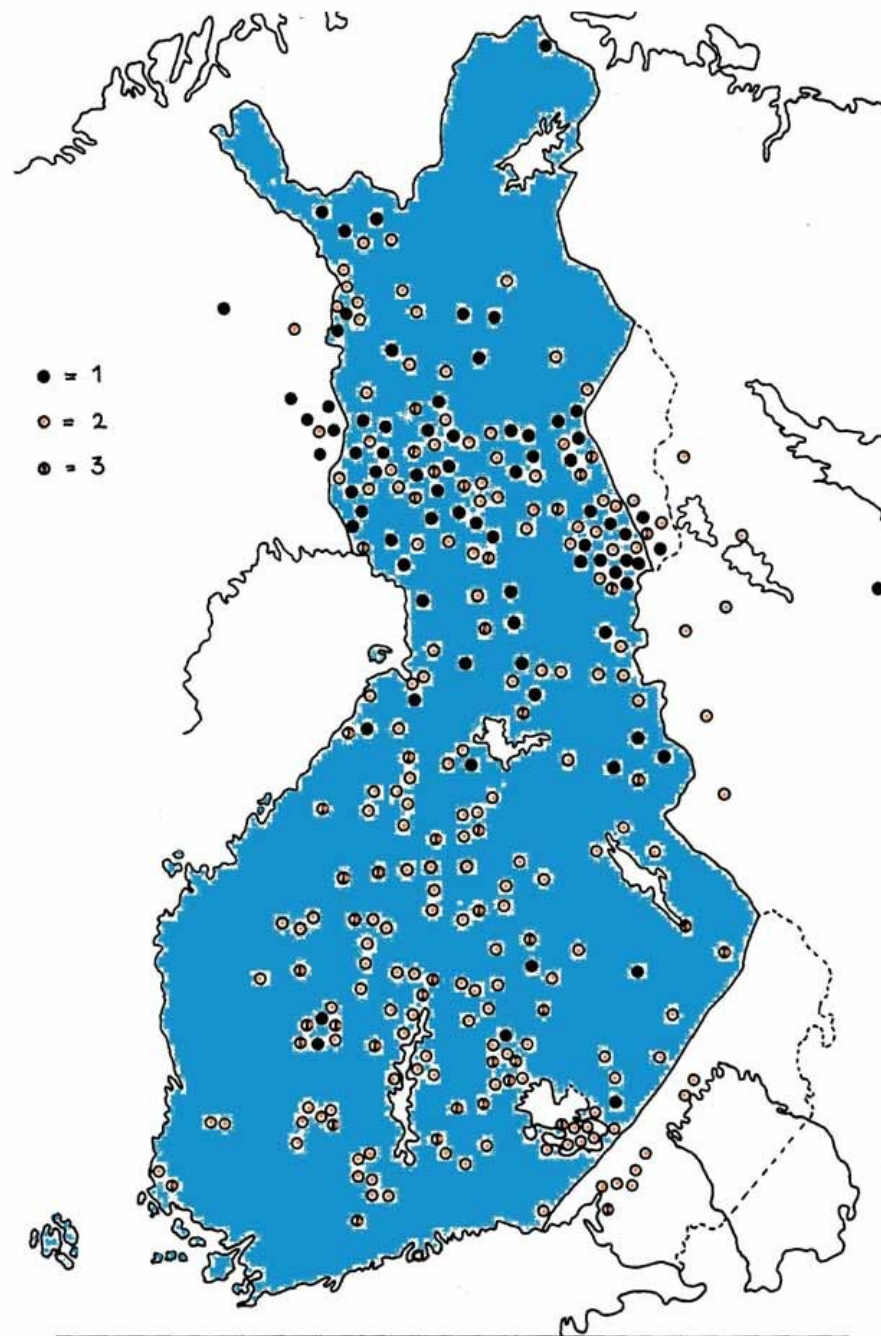 = 1
= 2
= 3